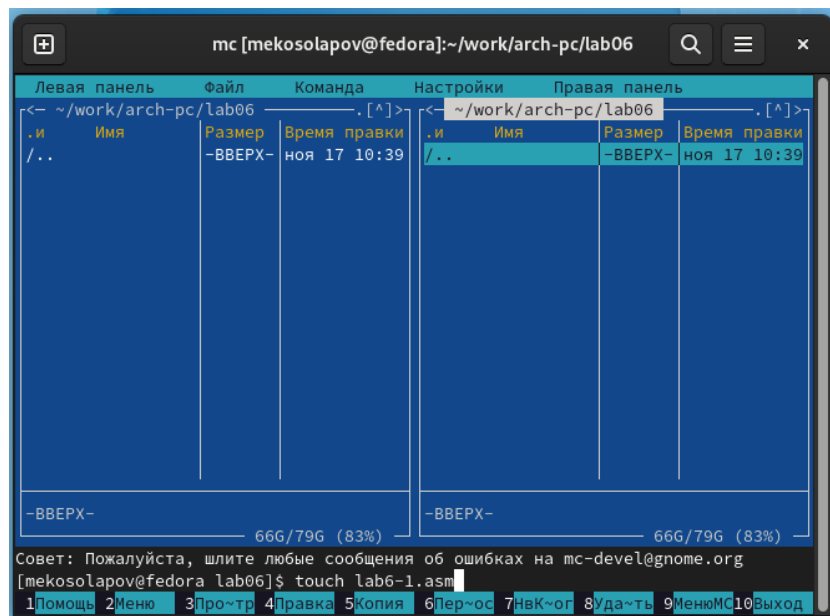 mc [mekosolapov@fedora]:~/work/arch-pc/lab06
Левая панель Файл Команда Настройки Правая панель
<— ~/work/arch-pc/lab06 .[^]> <— ~/work/arch-pc/lab06 .[^]>
.и Имя Размер Время правки .и Имя Размер Время правки
/.. -ВВЕРХ- ноя 17 10:39 /.. -ВВЕРХ- ноя 17 10:39
-ВВЕРХ- -ВВЕРХ-
66G/79G (83%) 66G/79G (83%)
Совет: Пожалуйста, шлите любые сообщения об ошибках на mc-devel@gnome.org
[mekosolapov@fedora lab06]$ touch lab6-1.asm
1Помощь 2Меню 3Про~тр 4Правка 5Копия 6Пер~ос 7НвК~ог 8Уда~ть 9МенюMC 10Выход